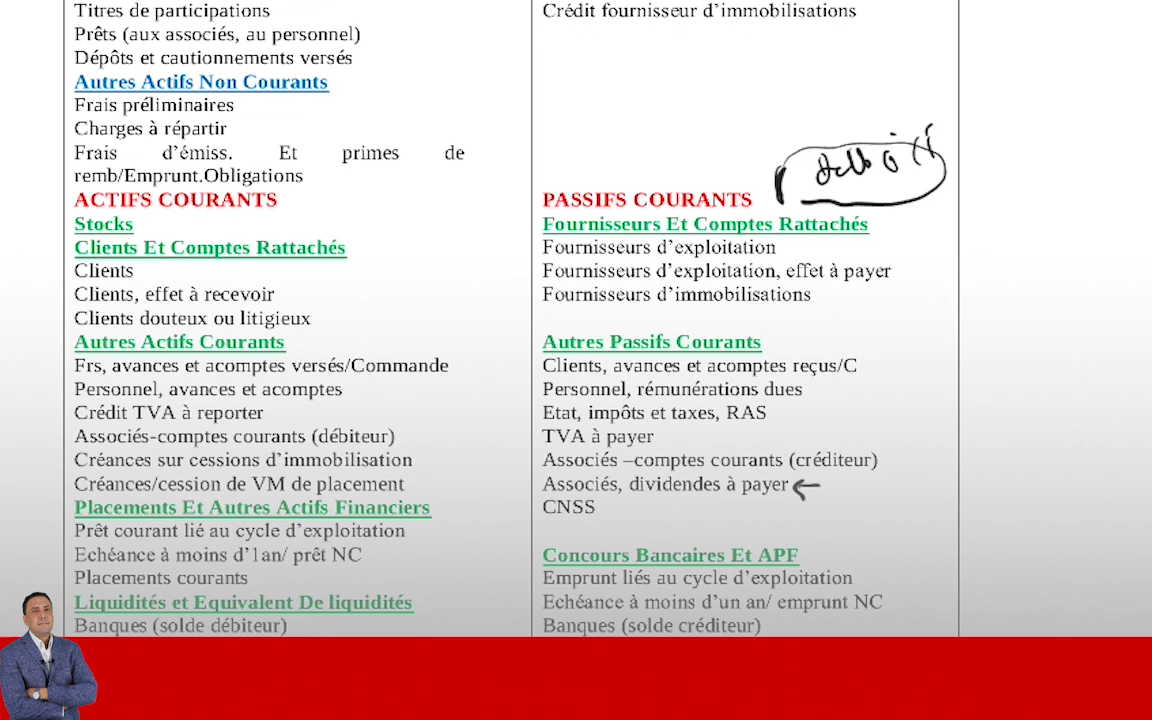 Titres de participations
Prêts (aux associés, au personnel)
Dépôts et cautionnements versés
Autres Actifs Non Courants
Frais préliminaires
Charges à répartir
Frais d’émiss. Et primes de
remb/Emprunt.Obligations
ACTIFS COURANTS
Stocks
Clients Et Comptes Rattachés
Clients
Clients, effet à recevoir
Clients douteux ou litigieux
Autres Actifs Courants
Frs, avances et acomptes versés/Commande
Personnel, avances et acomptes
Crédit TVA à reporter
Associés-comptes courants (débiteur)
Créances sur cessions d’immobilisation
Créances/cession de VM de placement
Placements Et Autres Actifs Financiers
Prêt courant lié au cycle d’exploitation
Echéance à moins d’1an/ prêt NC
Placements courants
Liquidités et Equivalent De liquidités
Banques (solde débiteur)
Crédit fournisseur d’immobilisations
PASSIFS COURANTS
Fournisseurs Et Comptes Rattachés
Fournisseurs d’exploitation
Fournisseurs d’exploitation, effet à payer
Fournisseurs d’immobilisations
Autres Passifs Courants
Clients, avances et acomptes reçus/C
Personnel, rémunérations dues
Etat, impôts et taxes, RAS
TVA à payer
Associés –comptes courants (créditeur)
Associés, dividendes à payer
CNSS
Concours Bancaires Et APF
Emprunt liés au cycle d’exploitation
Echéance à moins d’un an/ emprunt NC
Banques (solde créditeur)